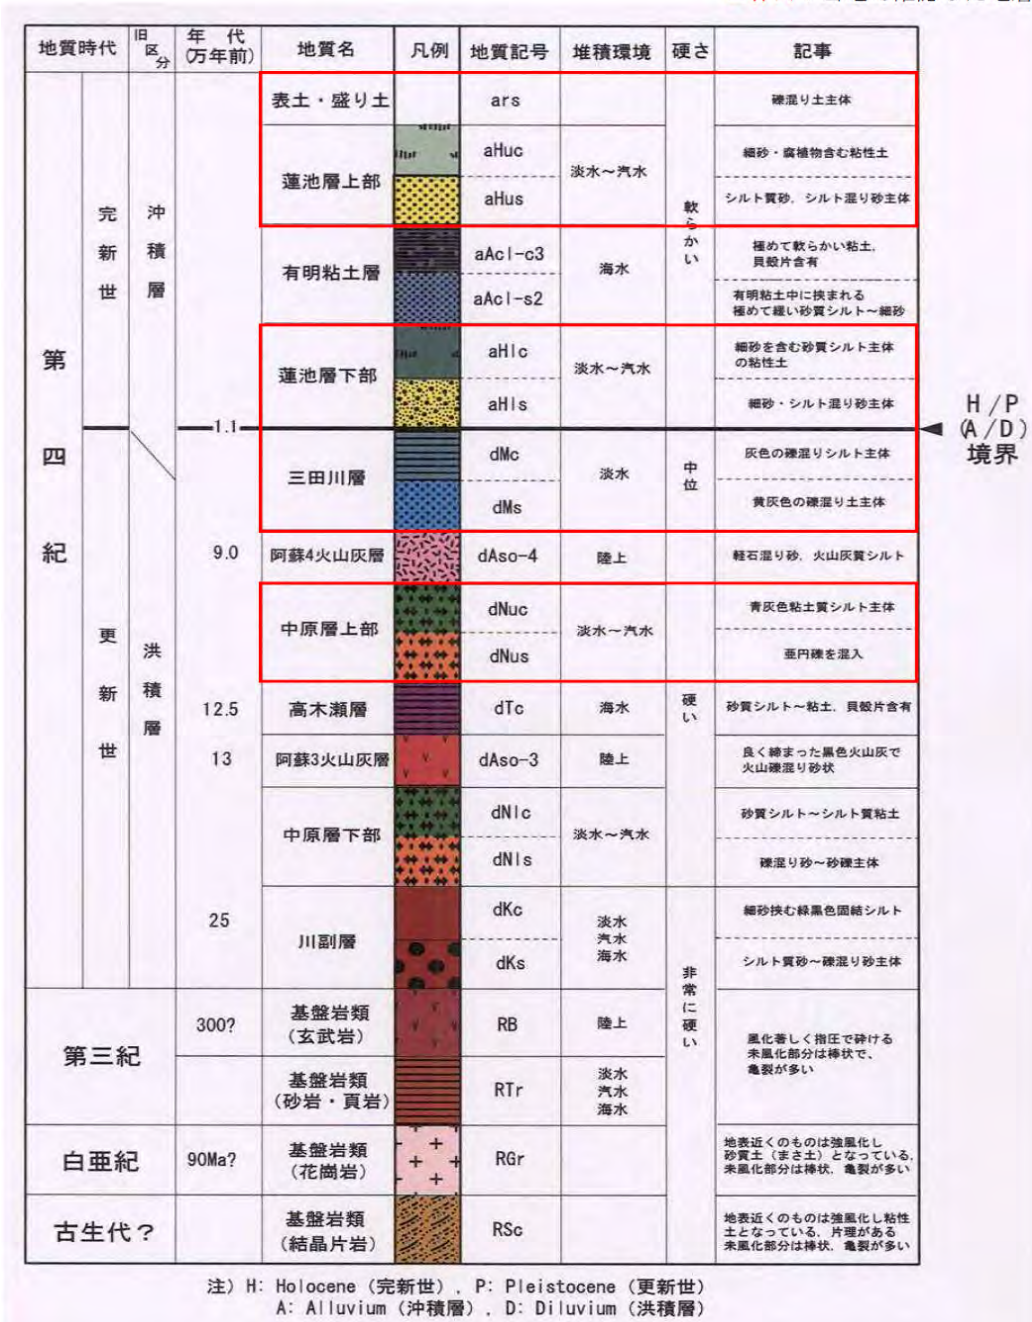 地質時代 旧区分 年代(万年前) 地質名 凡例 地質記号 堆積環境 硬さ 記事
第四紀
完新世
沖積層
表土・盛り土 ars 礫混り土主体
蓮池層上部 淡水～汽水
aHuc 細砂・腐植物含む粘性土
aHus シルト質砂，シルト混り砂主体
軟らかい
有明粘土層 海水
aAcl-c3 極めて軟らかい粘土，
貝殻片含有
aAcl-s2 有明粘土中に挟まれる
極めて緩い砂質シルト～細砂
蓮池層下部 淡水～汽水
aHlc 細砂を含む砂質シルト主体
の粘性土
aHls 細砂・シルト混り砂主体
1.1
H/P
(A/D)
境界
更新世
洪積層
三田川層 淡水 中位
dMc 灰色の礫混りシルト主体
dMs 黄灰色の礫混り土主体
9.0 阿蘇4火山灰層 dAso-4 陸上 軽石混り砂，火山灰質シルト
中原層上部 淡水～汽水
dNuc 青灰色粘土質シルト主体
dNus 亜円礫を混入
硬い
12.5 高木瀬層 dTc 海水 砂質シルト～粘土，貝殻片含有
13 阿蘇3火山灰層 dAso-3 陸上 良く締まった黒色火山灰で
火山礫混り砂状
中原層下部 淡水～汽水
dNlc 砂質シルト～シルト質粘土
dNls 礫混り砂～砂礫主体
25 川副層 淡水
汽水
海水
dKc 細砂挟む緑黒色固結シルト
dKs シルト質砂～礫混り砂主体
非常に硬い
第三紀
300? 基盤岩類
(玄武岩) RB 陸上
風化著しく指圧で砕ける
未風化部分は棒状で、
亀裂が多い
基盤岩類
(砂岩・頁岩) RTr 淡水
汽水
海水
白亜紀 90Ma? 基盤岩類
(花崗岩) RGr 地表近くのものは強風化し
砂質土（まさ土）となっている，
未風化部分は棒状，亀裂が多い
古生代？ 基盤岩類
(結晶片岩) RSc 地表近くのものは強風化し粘性
土となっている，片理がある
未風化部分は棒状，亀裂が多い
注）H: Holocene（完新世）, P: Pleistocene（更新世）
A: Alluvium（沖積層）, D: Diluvium（洪積層）